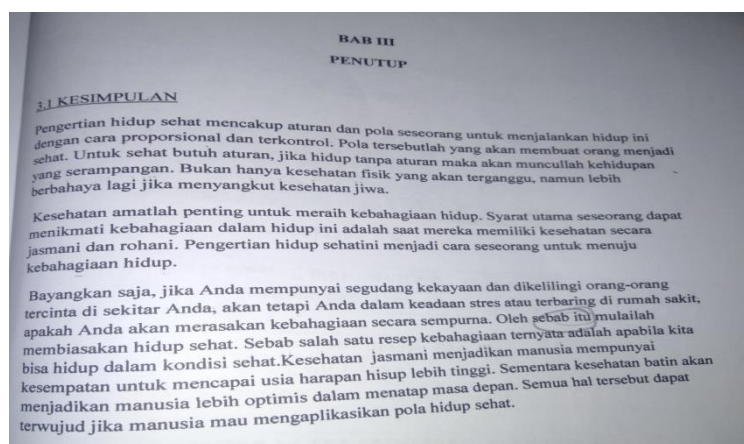 BAB III
PENUTUP
3.1 KESIMPULAN
Pengertian hidup sehat mencakup aturan dan pola seseorang untuk menjalankan hidup ini
dengan cara proporsional dan terkontrol. Pola tersebutlah yang akan membuat orang menjadi
sehat. Untuk sehat butuh aturan, jika hidup tanpa aturan maka akan muncullah kehidupan
yang serampangan. Bukan hanya kesehatan fisik yang akan terganggu, namun lebih
berbahaya lagi jika menyangkut kesehatan jiwa.
Kesehatan amatlah penting untuk meraih kebahagiaan hidup. Syarat utama seseorang dapat
menikmati kebahagiaan dalam hidup ini adalah saat mereka memiliki kesehatan secara
jasmani dan rohani. Pengertian hidup sehatini menjadi cara seseorang untuk menuju
kebahagiaan hidup.
Bayangkan saja, jika Anda mempunyai segudang kekayaan dan dikelilingi orang-orang
tercinta di sekitar Anda, akan tetapi Anda dalam keadaan stres atau terbaring di rumah sakit,
apakah Anda akan merasakan kebahagiaan secara sempurna. Oleh sebab itu mulailah
membiasakan hidup sehat. Sebab salah satu resep kebahagiaan ternyata adalah apabila kita
bisa hidup dalam kondisi sehat.Kesehatan jasmani menjadikan manusia mempunyai
kesempatan untuk mencapai usia harapan hisup lebih tinggi. Sementara kesehatan batin akan
menjadikan manusia lebih optimis dalam menatap masa depan. Semua hal tersebut dapat
terwujud jika manusia mau mengaplikasikan pola hidup sehat.